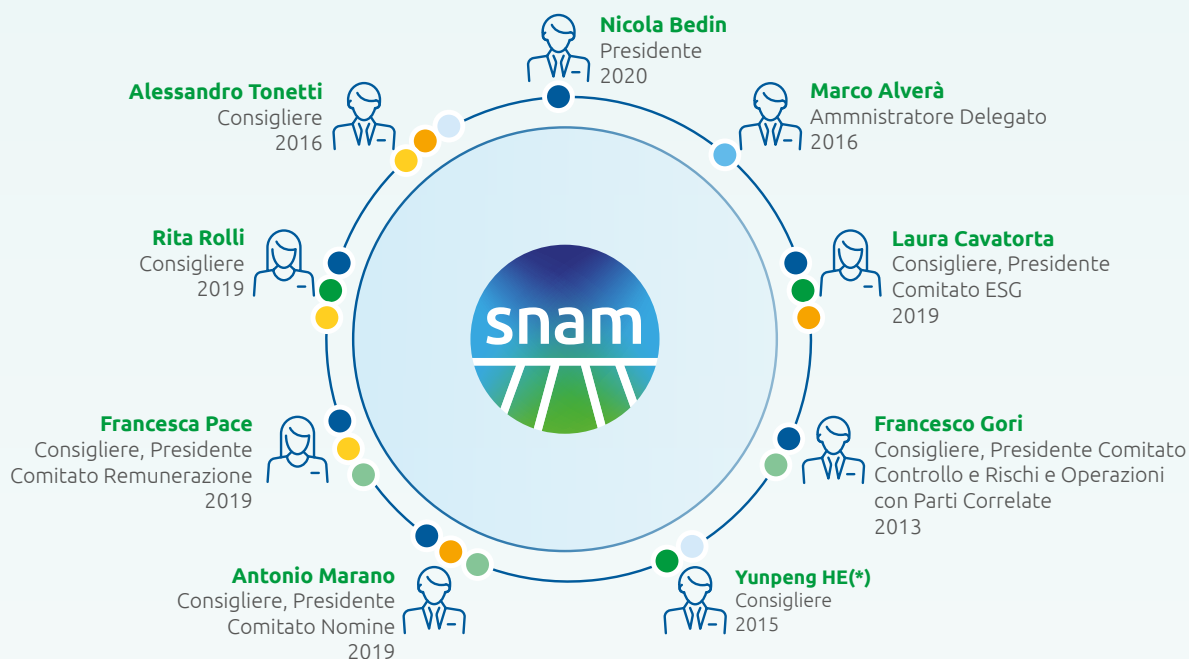 Nicola Bedin
Presidente
2020
Marco Alverà
Ammnistratore Delegato
2016
Laura Cavatorta
Consigliere, Presidente
Comitato ESG
2019
Francesco Gori
Consigliere, Presidente Comitato
Controllo e Rischi e Operazioni
con Parti Correlate
2013
Yunpeng HE(*)
Consigliere
2015
Antonio Marano
Consigliere, Presidente
Comitato Nomine
2019
Francesca Pace
Consigliere, Presidente
Comitato Remunerazione
2019
Rita Rolli
Consigliere
2019
Alessandro Tonetti
Consigliere
2016
snam